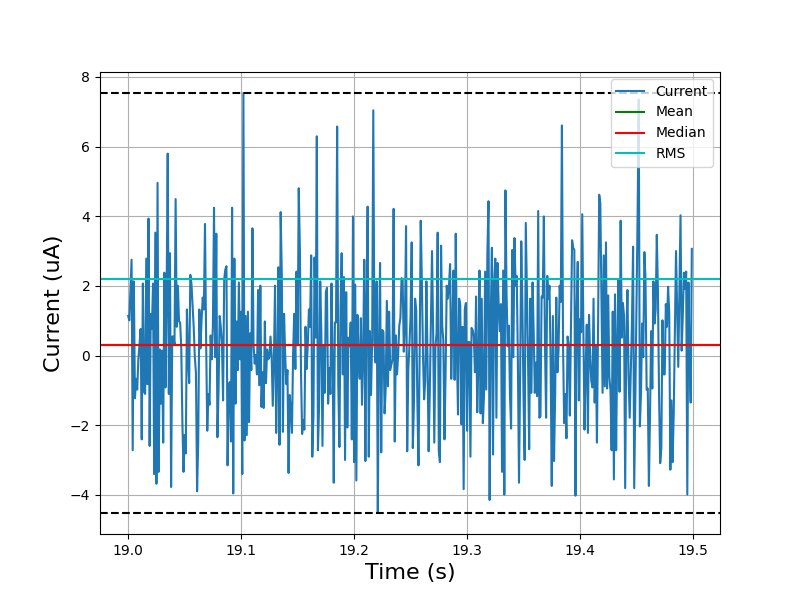 8
6
4
2
0
−2
−4
19.0 19.1 19.2 19.3 19.4 19.5
Current (uA)
Time (s)
Current
Mean
Median
RMS